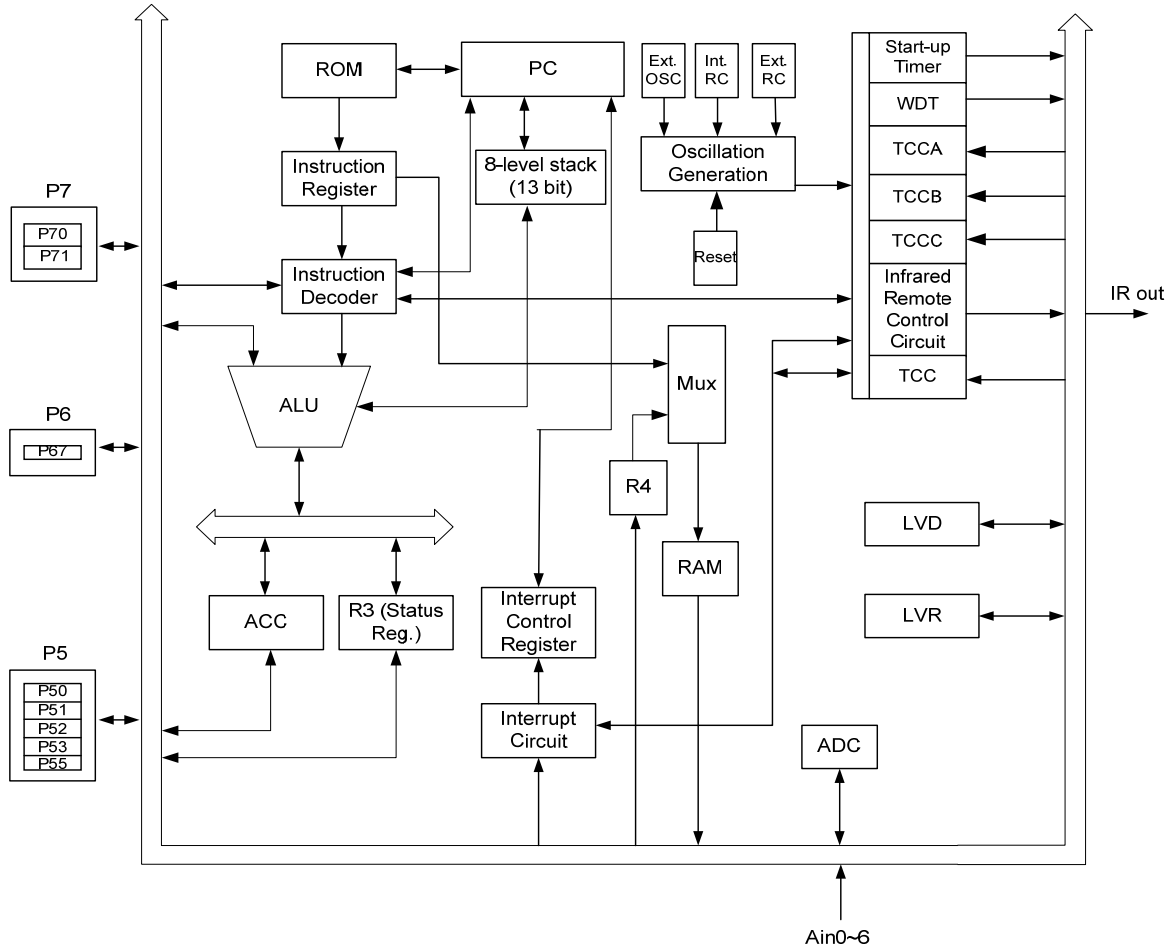 ROM
PC
Ext.
OSC
Int.
RC
Ext.
RC
Start-up
Timer
WDT
TCCA
TCCB
TCCC
Infrared
Remote
Control
Circuit
TCC
Instruction
Register
8-level stack
(13 bit)
Oscillation
Generation
Reset
P7
P70
P71
Instruction
Decoder
IR out
Mux
ALU
P6
P67
R4
LVD
RAM
ACC
R3 (Status
Reg.)
Interrupt
Control
Register
LVR
P5
P50
P51
P52
P53
P55
Interrupt
Circuit
ADC
Ain0~6